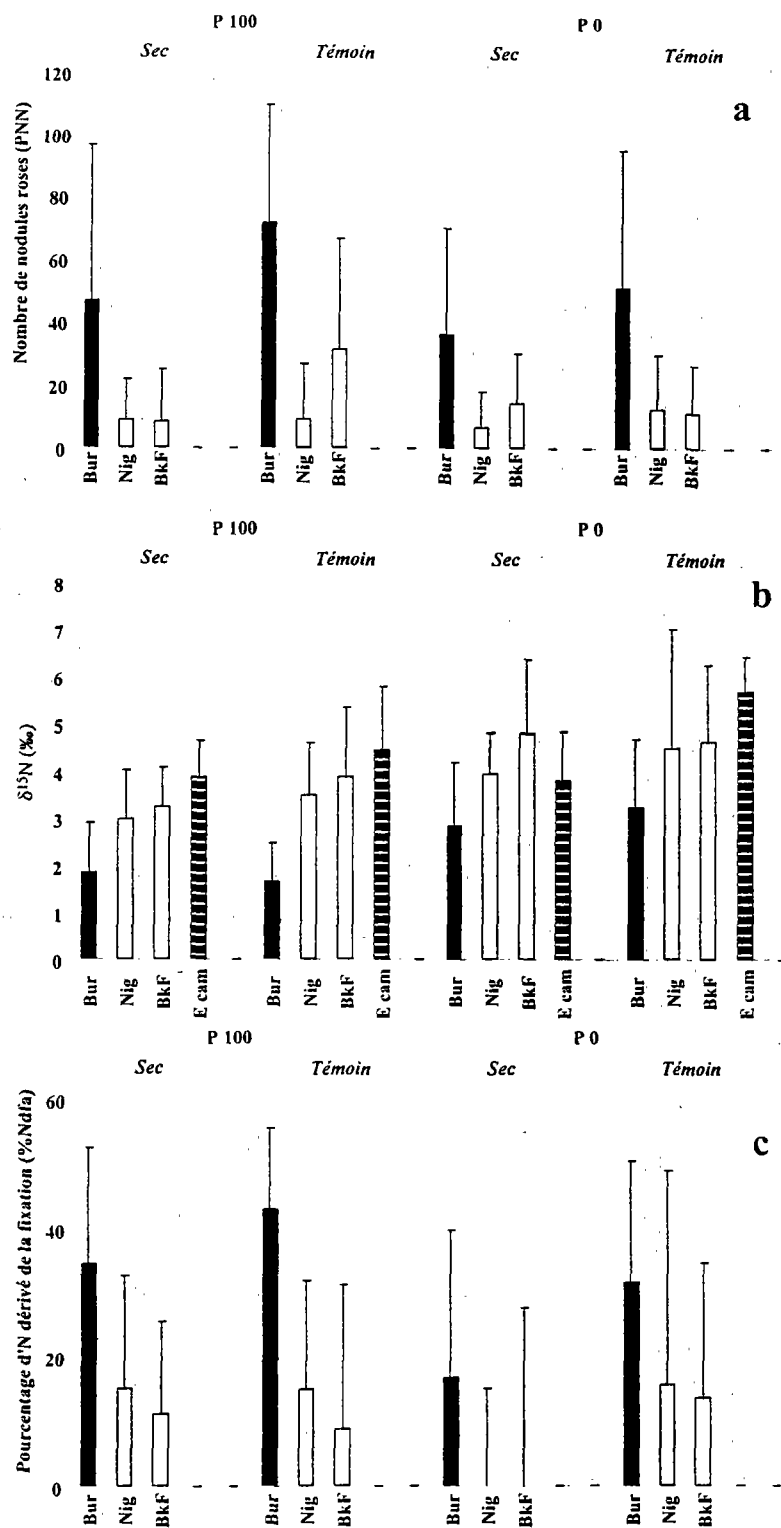 P 100 P 0
Sec Témoin Sec Témoin
a
Nombre de nodules roses (PNN)
120
100
80
60
40
20
0
Bur Nig BkF Bur Nig BkF Bur Nig BkF Bur Nig BkF
P 100 P 0
Sec Témoin Sec Témoin
b
δ¹⁵N (‰)
8
7
6
5
4
3
2
1
0
Bur Nig BkF E cam Bur Nig BkF E cam Bur Nig BkF E cam Bur Nig BkF E cam
P 100 P 0
Sec Témoin Sec Témoin
c
Pourcentage d'N dérivé de la fixation (%Ndfa)
60
40
20
0
Bur Nig BkF Bur Nig BkF Bur Nig BkF Bur Nig BkF